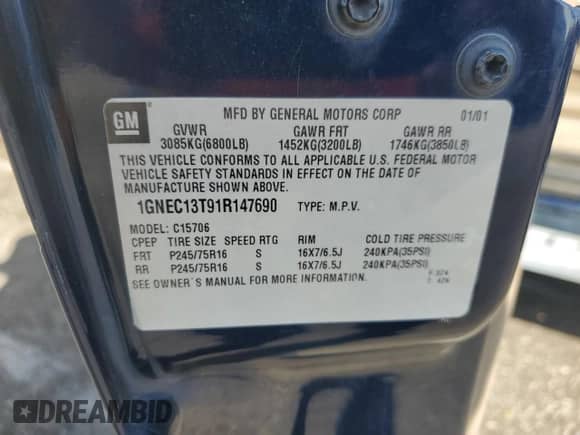 GM
MFD BY GENERAL MOTORS CORP 01/01
GVWR GAWR FRT GAWR RR
3085KG(6800LB) 1452KG(3200LB) 1746KG(3850LB)
THIS VEHICLE CONFORMS TO ALL APPLICABLE U.S. FEDERAL MOTOR
VEHICLE SAFETY STANDARDS IN EFFECT ON THE DATE OF
MANUFACTURE SHOWN ABOVE.
1GNEC13T91R147690 TYPE: M.P.V.
MODEL: C15706
CPEP TIRE SIZE SPEED RTG RIM COLD TIRE PRESSURE
FRT P245/75R16 S 16X7/6.5J 240KPA(35PSI)
RR P245/75R16 S 16X7/6.5J 240KPA(35PSI)
SEE OWNER'S MANUAL FOR MORE INFORMATION.
DREAMBID